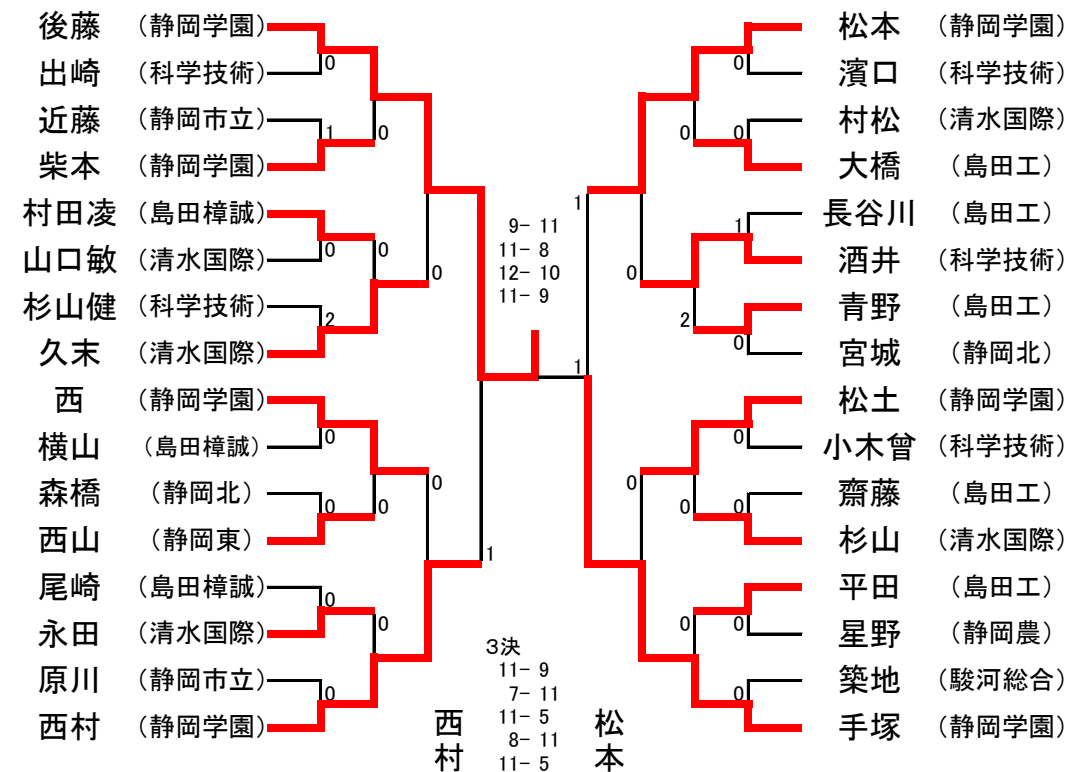 後藤 (静岡学園)
出崎 (科学技術)
0
近藤 (静岡市立)
1
0
柴本 (静岡学園)
村田凌 (島田樟誠)
山口敏 (清水国際)
0
0
0
杉山健 (科学技術)
2
久末 (清水国際)
西 (静岡学園)
横山 (島田樟誠)
0
0
森橋 (静岡北)
0
0
西山 (静岡東)
1
尾崎 (島田樟誠)
0
0
永田 (清水国際)
原川 (静岡市立)
0
西村 (静岡学園)
9- 11
11- 8
12- 10
11- 9
1
1
3決
11- 9
7- 11
11- 5
8- 11
11- 5
西村
松本
松本 (静岡学園)
0
濱口 (科学技術)
村松 (清水国際)
0
0
大橋 (島田工)
長谷川 (島田工)
1
0
酒井 (科学技術)
青野 (島田工)
2
0
宮城 (静岡北)
松土 (静岡学園)
0
小木曾 (科学技術)
0
齋藤 (島田工)
0
0
杉山 (清水国際)
平田 (島田工)
0
0
星野 (静岡農)
築地 (駿河総合)
0
手塚 (静岡学園)